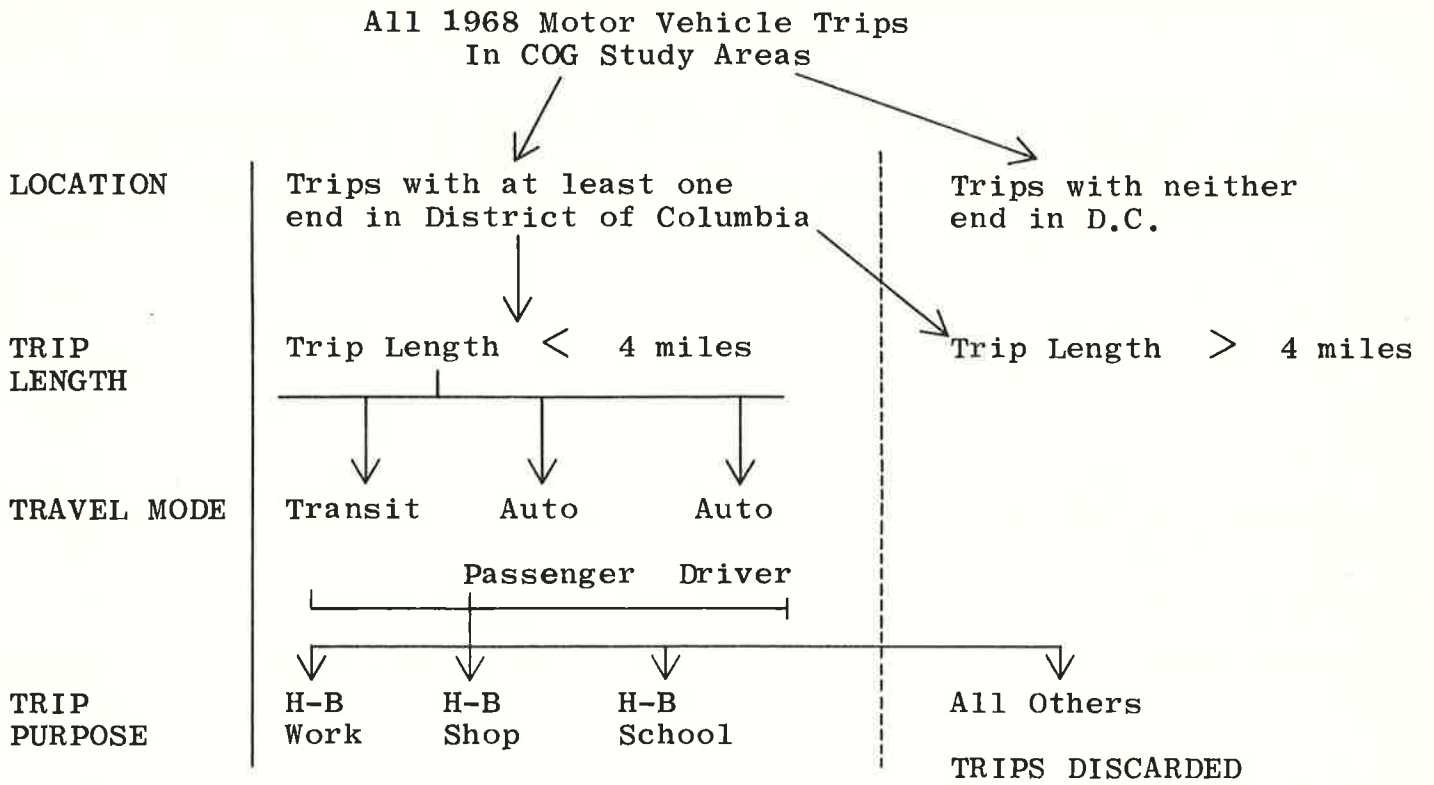 All 1968 Motor Vehicle Trips
In COG Study Areas
LOCATION
Trips with at least one
end in District of Columbia
Trips with neither
end in D.C.
TRIP
LENGTH
Trip Length < 4 miles
Trip Length > 4 miles
TRAVEL MODE
Transit Auto Auto
Passenger Driver
TRIP
PURPOSE
H-B
Work
H-B
Shop
H-B
School
All Others
TRIPS DISCARDED